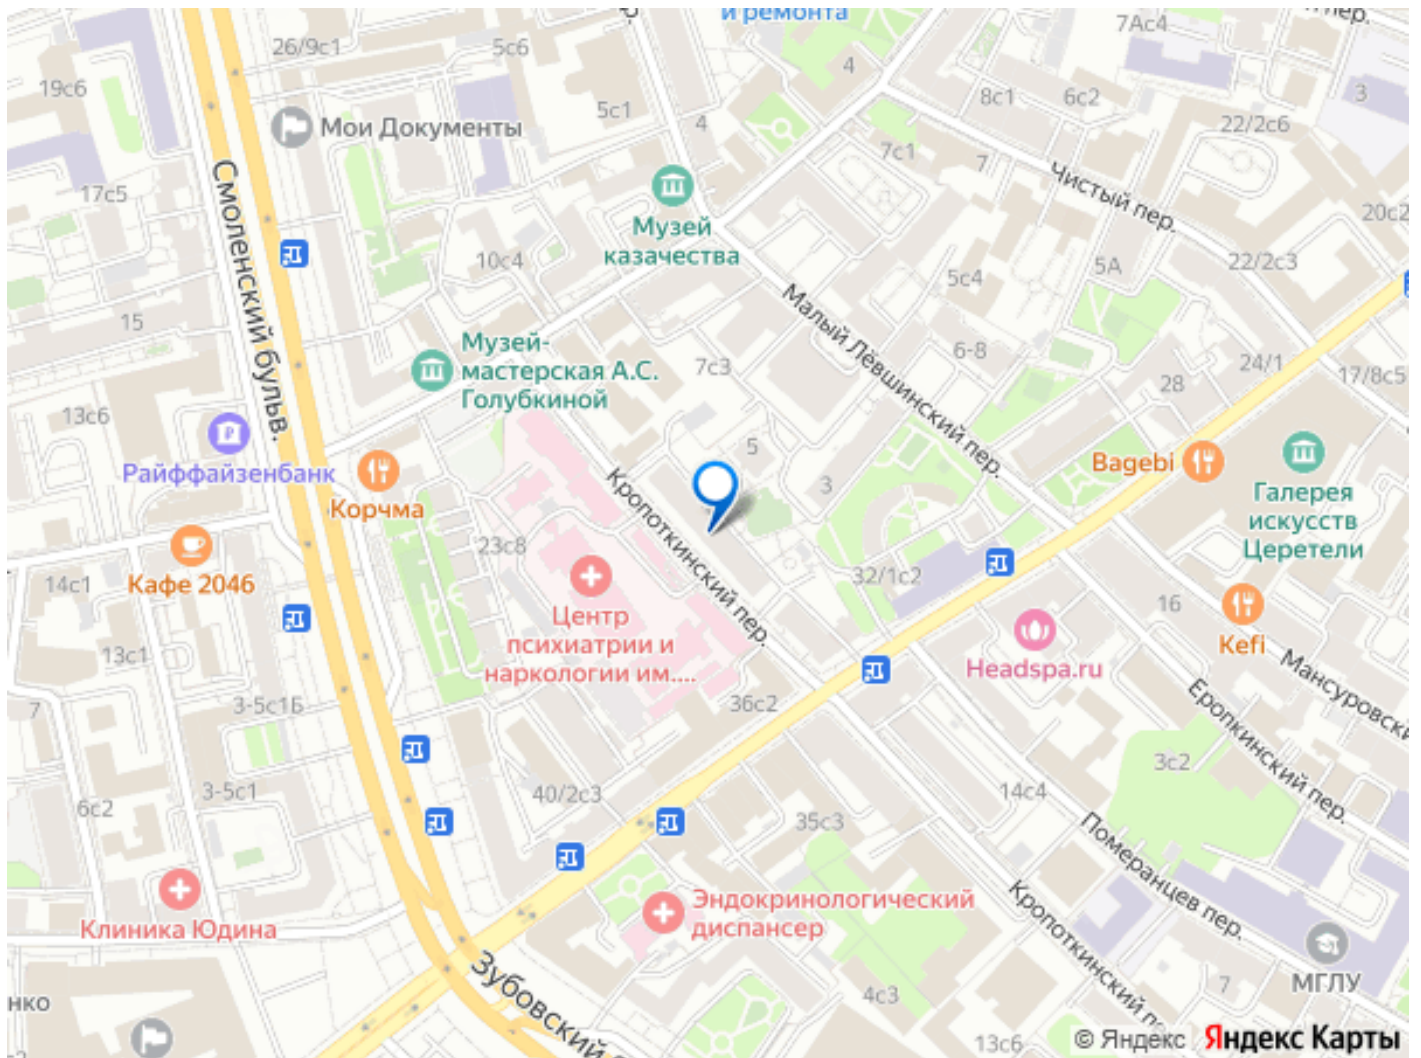 и ремонта
7Ас4
26/9с1
5с6
4
19с6
8с1
6с2
3
5с1
4
22/2с6
Мои Документы
7с1
7
Чистый пер.
17с5
Смоленский бульв.
Музей
казачества
20с2
10с4
5А
22/2с3
5с4
Малый Лёвшинский пер.
15
Музей-
мастерская А.С.
Голубкиной
7с3
6-8
24/1
28
17/8с5
13с6
Райффайзенбанк
5
Bagebi
Галерея
искусств
Церетели
Корчма
3
Кропоткинский пер.
23с8
Кафе 2046
14с1
32/1с2
16
Центр
психиатрии и
наркологии им....
Headspa.ru
Kefi
13с1
Мансуровский
Еропкинский пер.
7
3-5с1Б
36с2
3с2
3-5с1
6с2
40/2с3
14с4
35с3
Померанцев пер.
Клиника Юдина
Эндокринологический
диспансер
Кропоткинский пе
Зубовский
МГЛУ
7
4с3
нко
13с6
© Яндекс Яндекс Карты